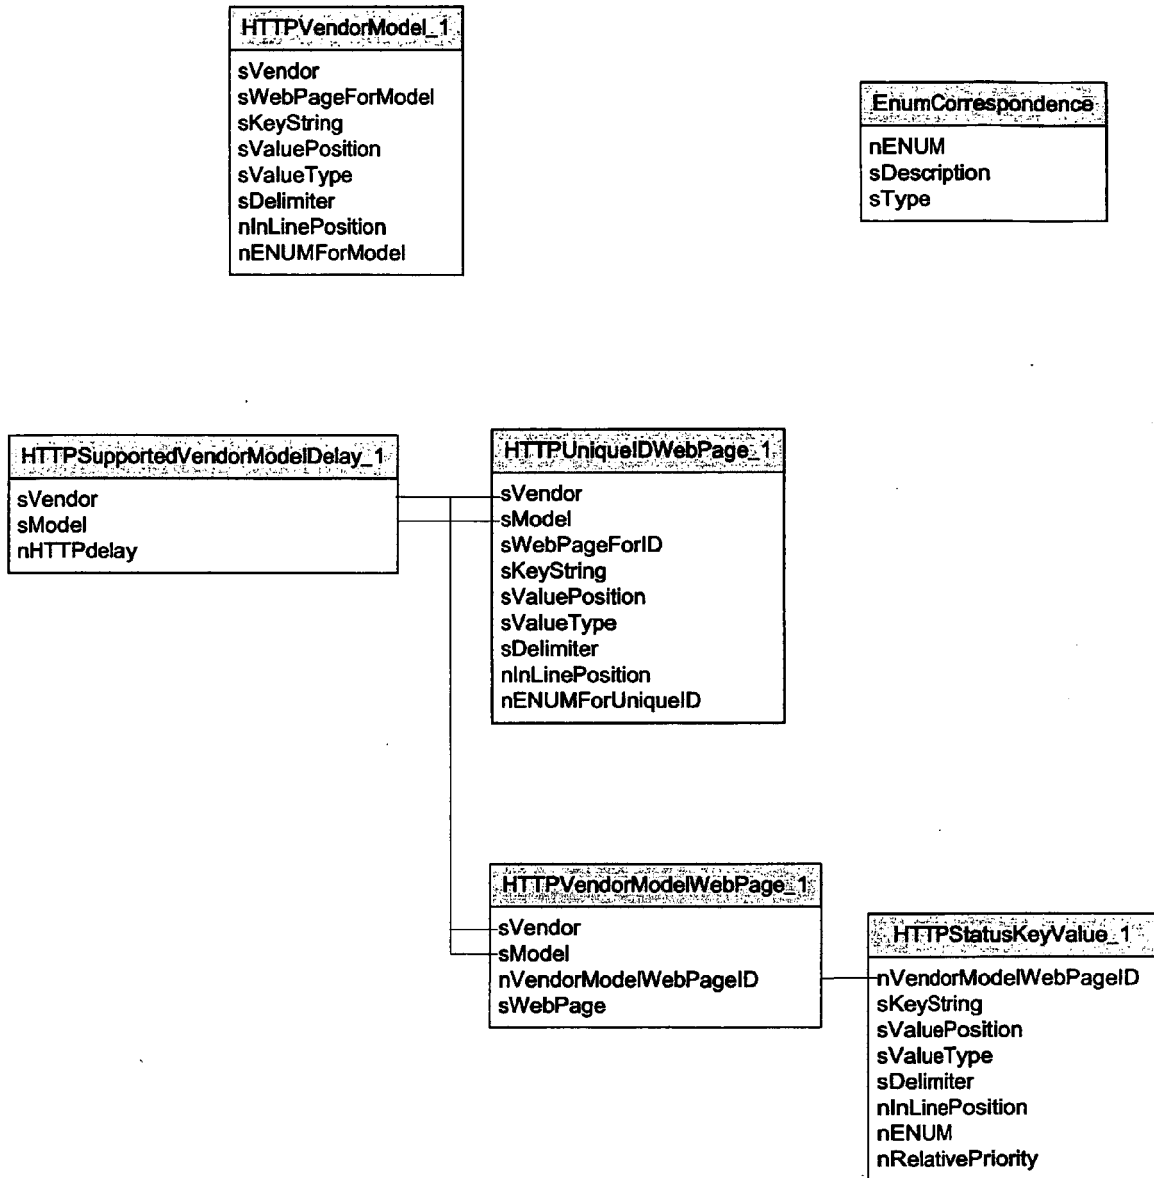 HTTPVendorModel_1
sVendor
sWebPageForModel
sKeyString
sValuePosition
sValueType
sDelimiter
nInLinePosition
nENUMForModel
EnumCorrespondence
nENUM
sDescription
sType
HTTPSupportedVendorModelDelay_1
sVendor
sModel
nHTTPdelay
HTTPUniqueIDWebPage_1
sVendor
sModel
sWebPageForID
sKeyString
sValuePosition
sValueType
sDelimiter
nInLinePosition
nENUMForUniqueID
HTTPVendorModelWebPage_1
sVendor
sModel
nVendorModelWebPageID
sWebPage
HTTPStatusKeyValue_1
nVendorModelWebPageID
sKeyString
sValuePosition
sValueType
sDelimiter
nInLinePosition
nENUM
nRelativePriority